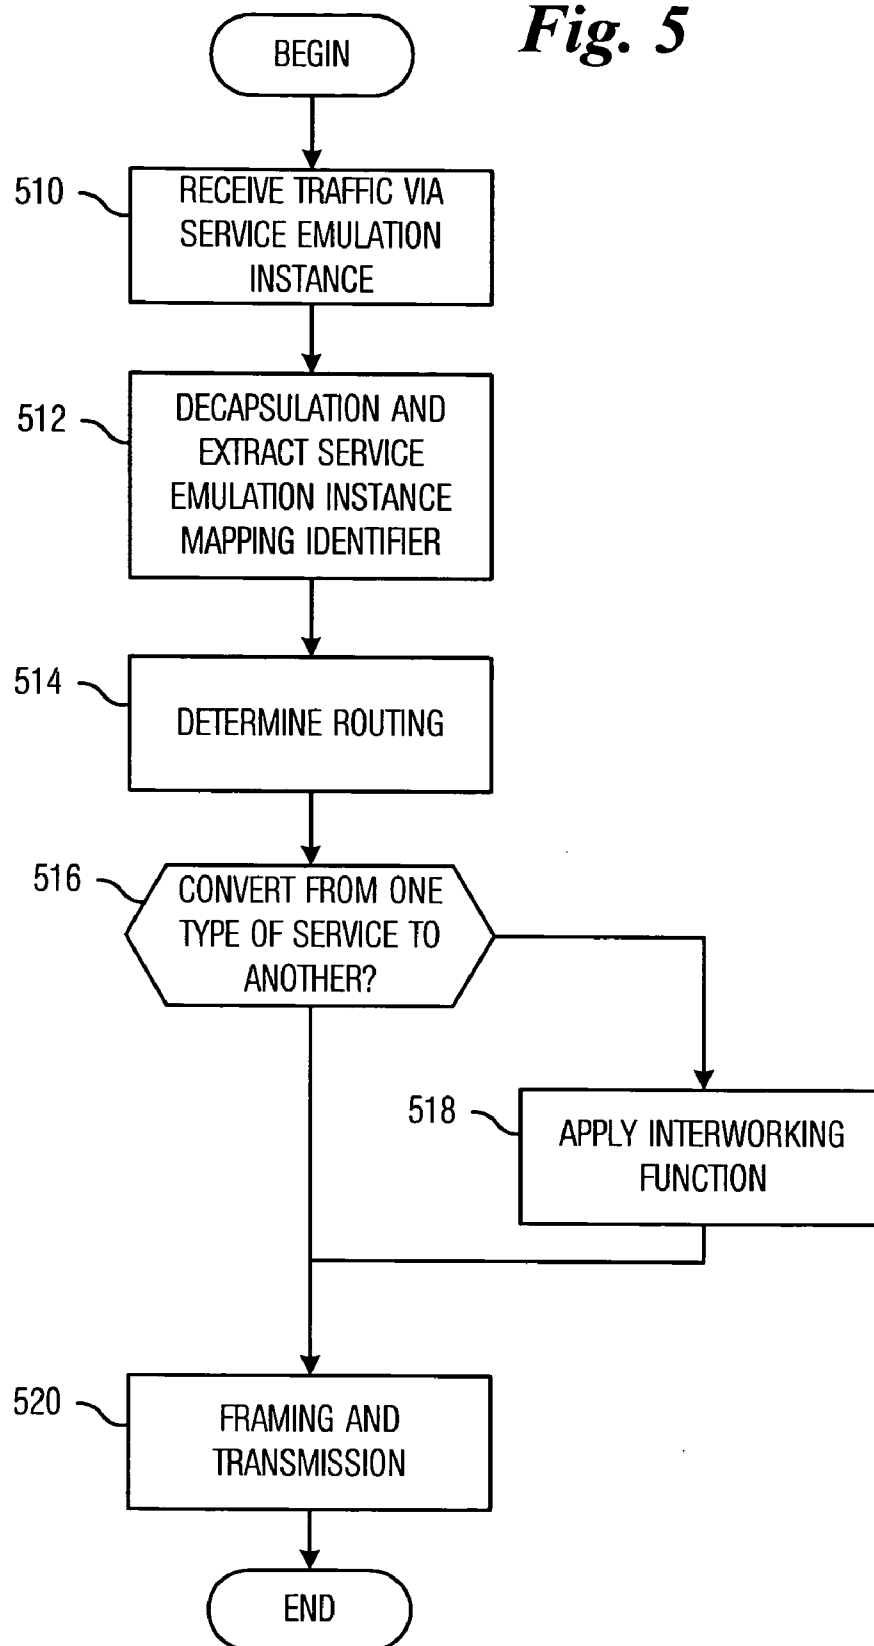 Fig. 5
BEGIN
510
RECEIVE TRAFFIC VIA
SERVICE EMULATION
INSTANCE
512
DECAPSULATION AND
EXTRACT SERVICE
EMULATION INSTANCE
MAPPING IDENTIFIER
514
DETERMINE ROUTING
516
CONVERT FROM ONE
TYPE OF SERVICE TO
ANOTHER?
518
APPLY INTERWORKING
FUNCTION
520
FRAMING AND
TRANSMISSION
END